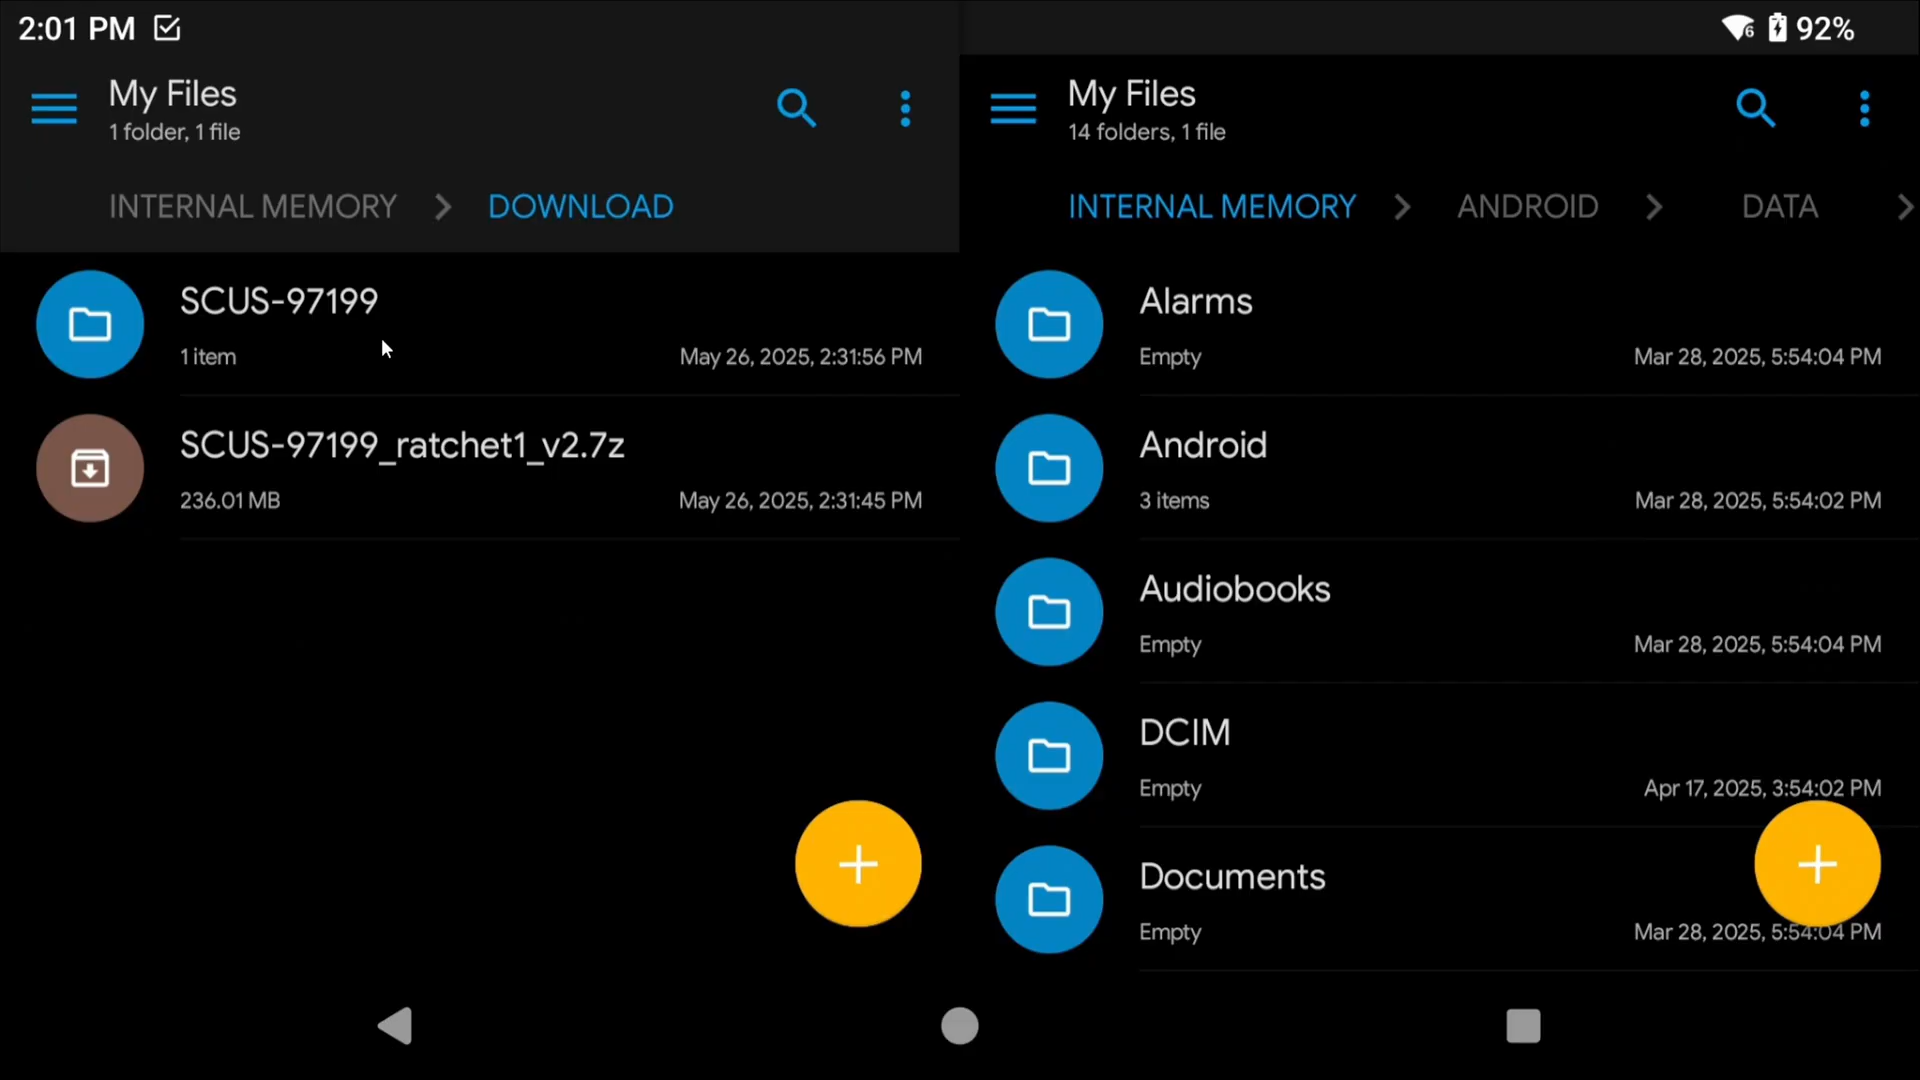 2:01 PM
6 92%
My Files
1 folder, 1 file
INTERNAL MEMORY > DOWNLOAD
SCUS-97199
1 item
May 26, 2025, 2:31:56 PM
SCUS-97199_ratchet1_v2.7z
236.01 MB
May 26, 2025, 2:31:45 PM
My Files
14 folders, 1 file
INTERNAL MEMORY > ANDROID > DATA >
Alarms
Empty
Mar 28, 2025, 5:54:04 PM
Android
3 items
Mar 28, 2025, 5:54:02 PM
Audiobooks
Empty
Mar 28, 2025, 5:54:04 PM
DCIM
Empty
Apr 17, 2025, 3:54:02 PM
Documents
Empty
Mar 28, 2025, 5:54:04 PM